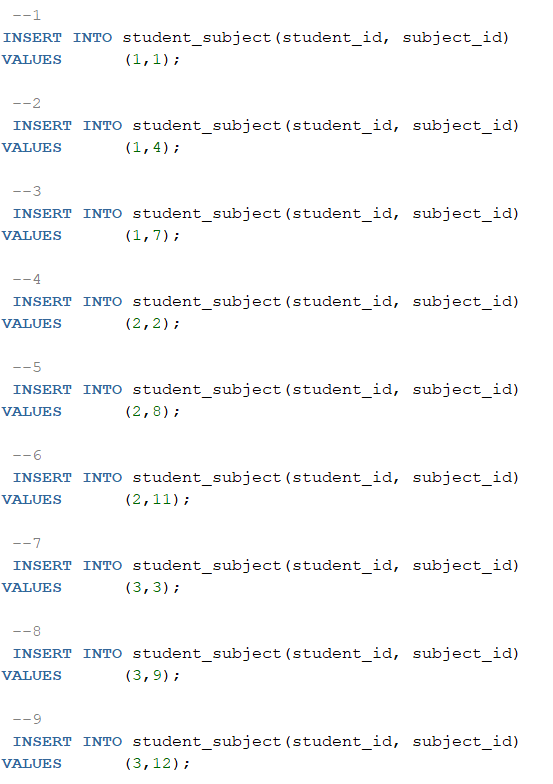 --1
INSERT INTO student_subject(student_id, subject_id)
VALUES (1,1);
--2
INSERT INTO student_subject(student_id, subject_id)
VALUES (1,4);
--3
INSERT INTO student_subject(student_id, subject_id)
VALUES (1,7);
--4
INSERT INTO student_subject(student_id, subject_id)
VALUES (2,2);
--5
INSERT INTO student_subject(student_id, subject_id)
VALUES (2,8);
--6
INSERT INTO student_subject(student_id, subject_id)
VALUES (2,11);
--7
INSERT INTO student_subject(student_id, subject_id)
VALUES (3,3);
--8
INSERT INTO student_subject(student_id, subject_id)
VALUES (3,9);
--9
INSERT INTO student_subject(student_id, subject_id)
VALUES (3,12);